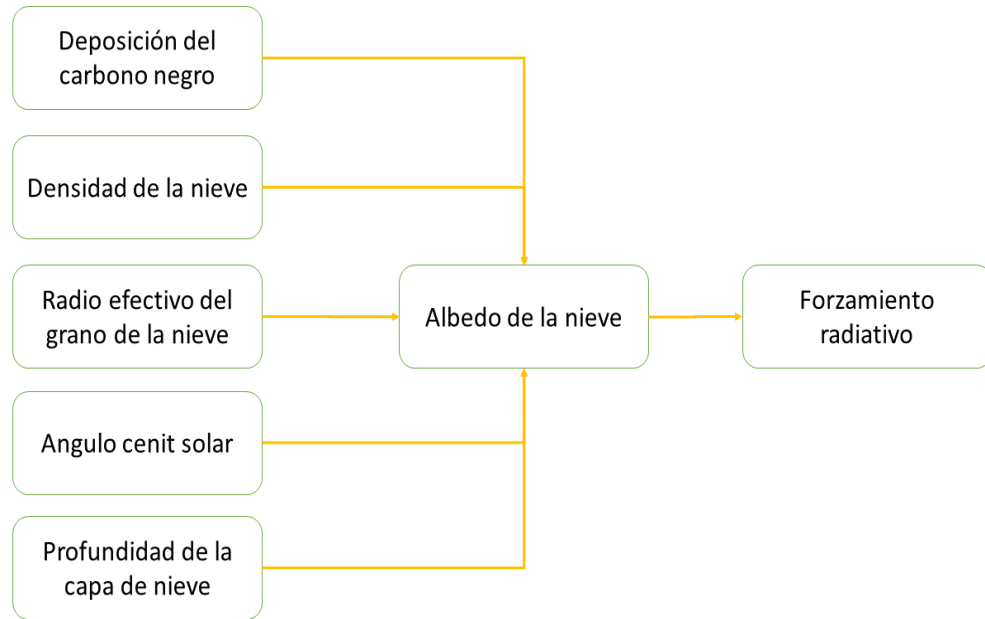 Deposición del
carbono negro
Densidad de la nieve
Radio efectivo del
grano de la nieve
Albedo de la nieve
Forzamiento
radiativo
Angulo cenit solar
Profundidad de la
capa de nieve